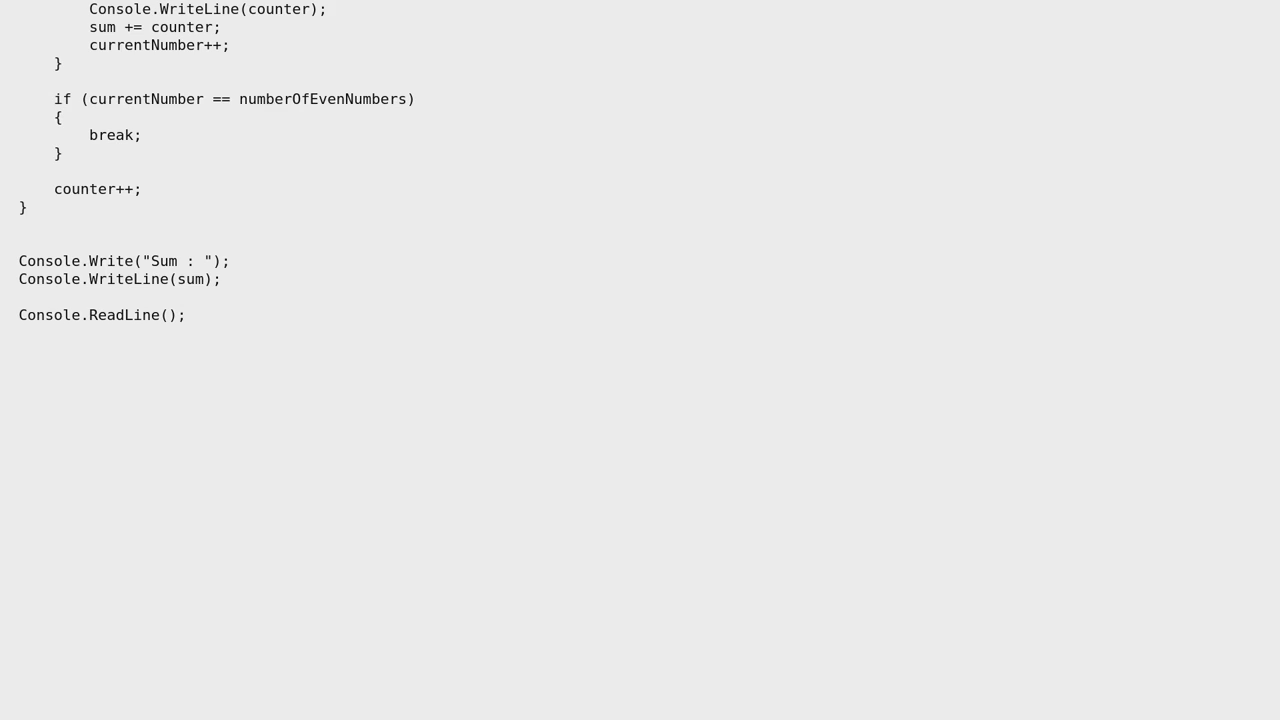 Console.WriteLine(counter);
        sum += counter;
        currentNumber++;
    }

    if (currentNumber == numberOfEvenNumbers)
    {
        break;
    }

    counter++;
}


Console.Write("Sum : ");
Console.WriteLine(sum);

Console.ReadLine();